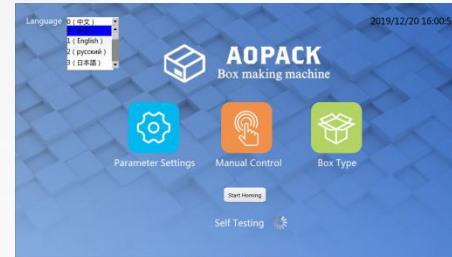 Language
0 ( 中文 )
1 ( English )
2 ( русский )
3 ( 日本語 )
2019/12/20 16:00:5
AOPACK
Box making machine
Parameter Settings
Manual Control
Box Type
Start Homing
Self Testing